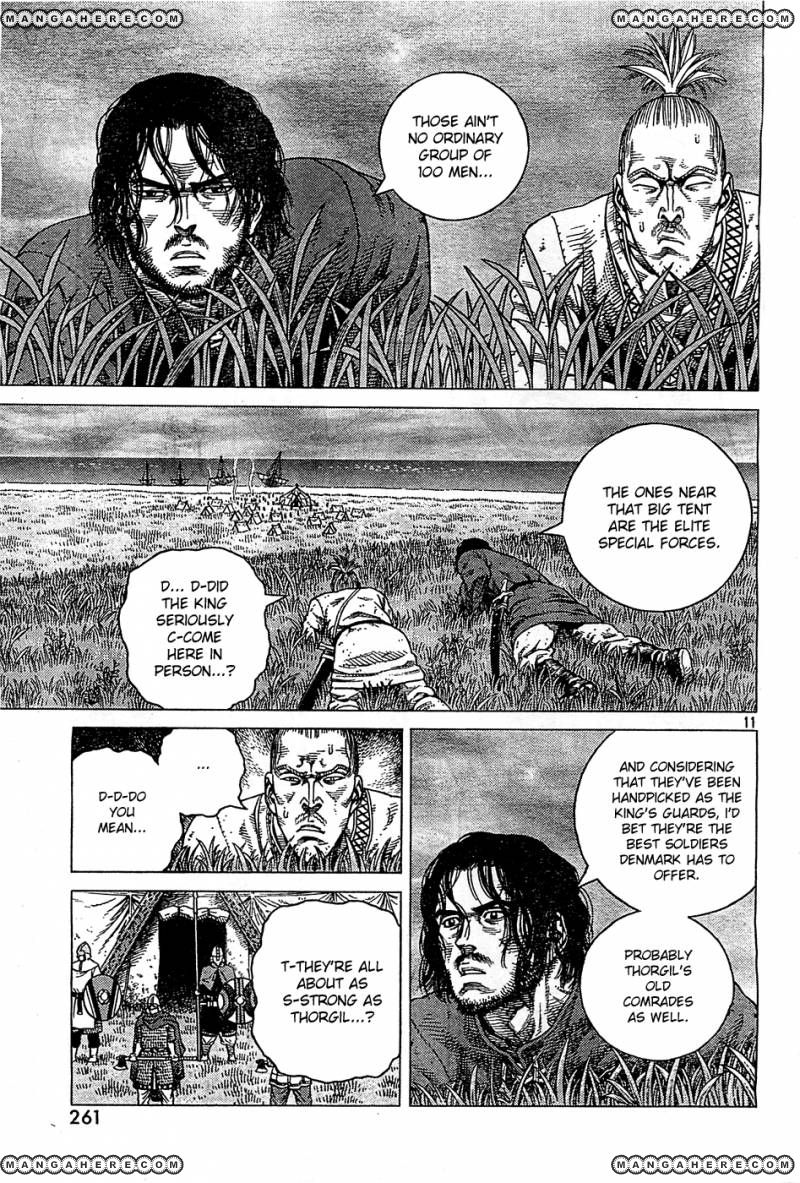 MANGAHERE.COM
MANGAHERE.COM
THOSE AIN'T
NO ORDINARY
GROUP OF
100 MEN...
THE ONES NEAR
THAT BIG TENT
ARE THE ELITE
SPECIAL FORCES.
D... D-DID
THE KING
SERIOUSLY
C-COME
HERE IN
PERSON...?
11
AND CONSIDERING
THAT THEY'VE BEEN
HANDPICKED AS THE
KING'S GUARDS, I'D
BET THEY'RE THE
BEST SOLDIERS
DENMARK HAS TO
OFFER.
PROBABLY
THORGIL'S
OLD
COMRADES
AS WELL.
...
D-D-DO
YOU
MEAN...
T-THEY'RE ALL
ABOUT AS
S-STRONG AS
THORGIL...?
261
MANGAHERE.COM
MANGAHERE.COM